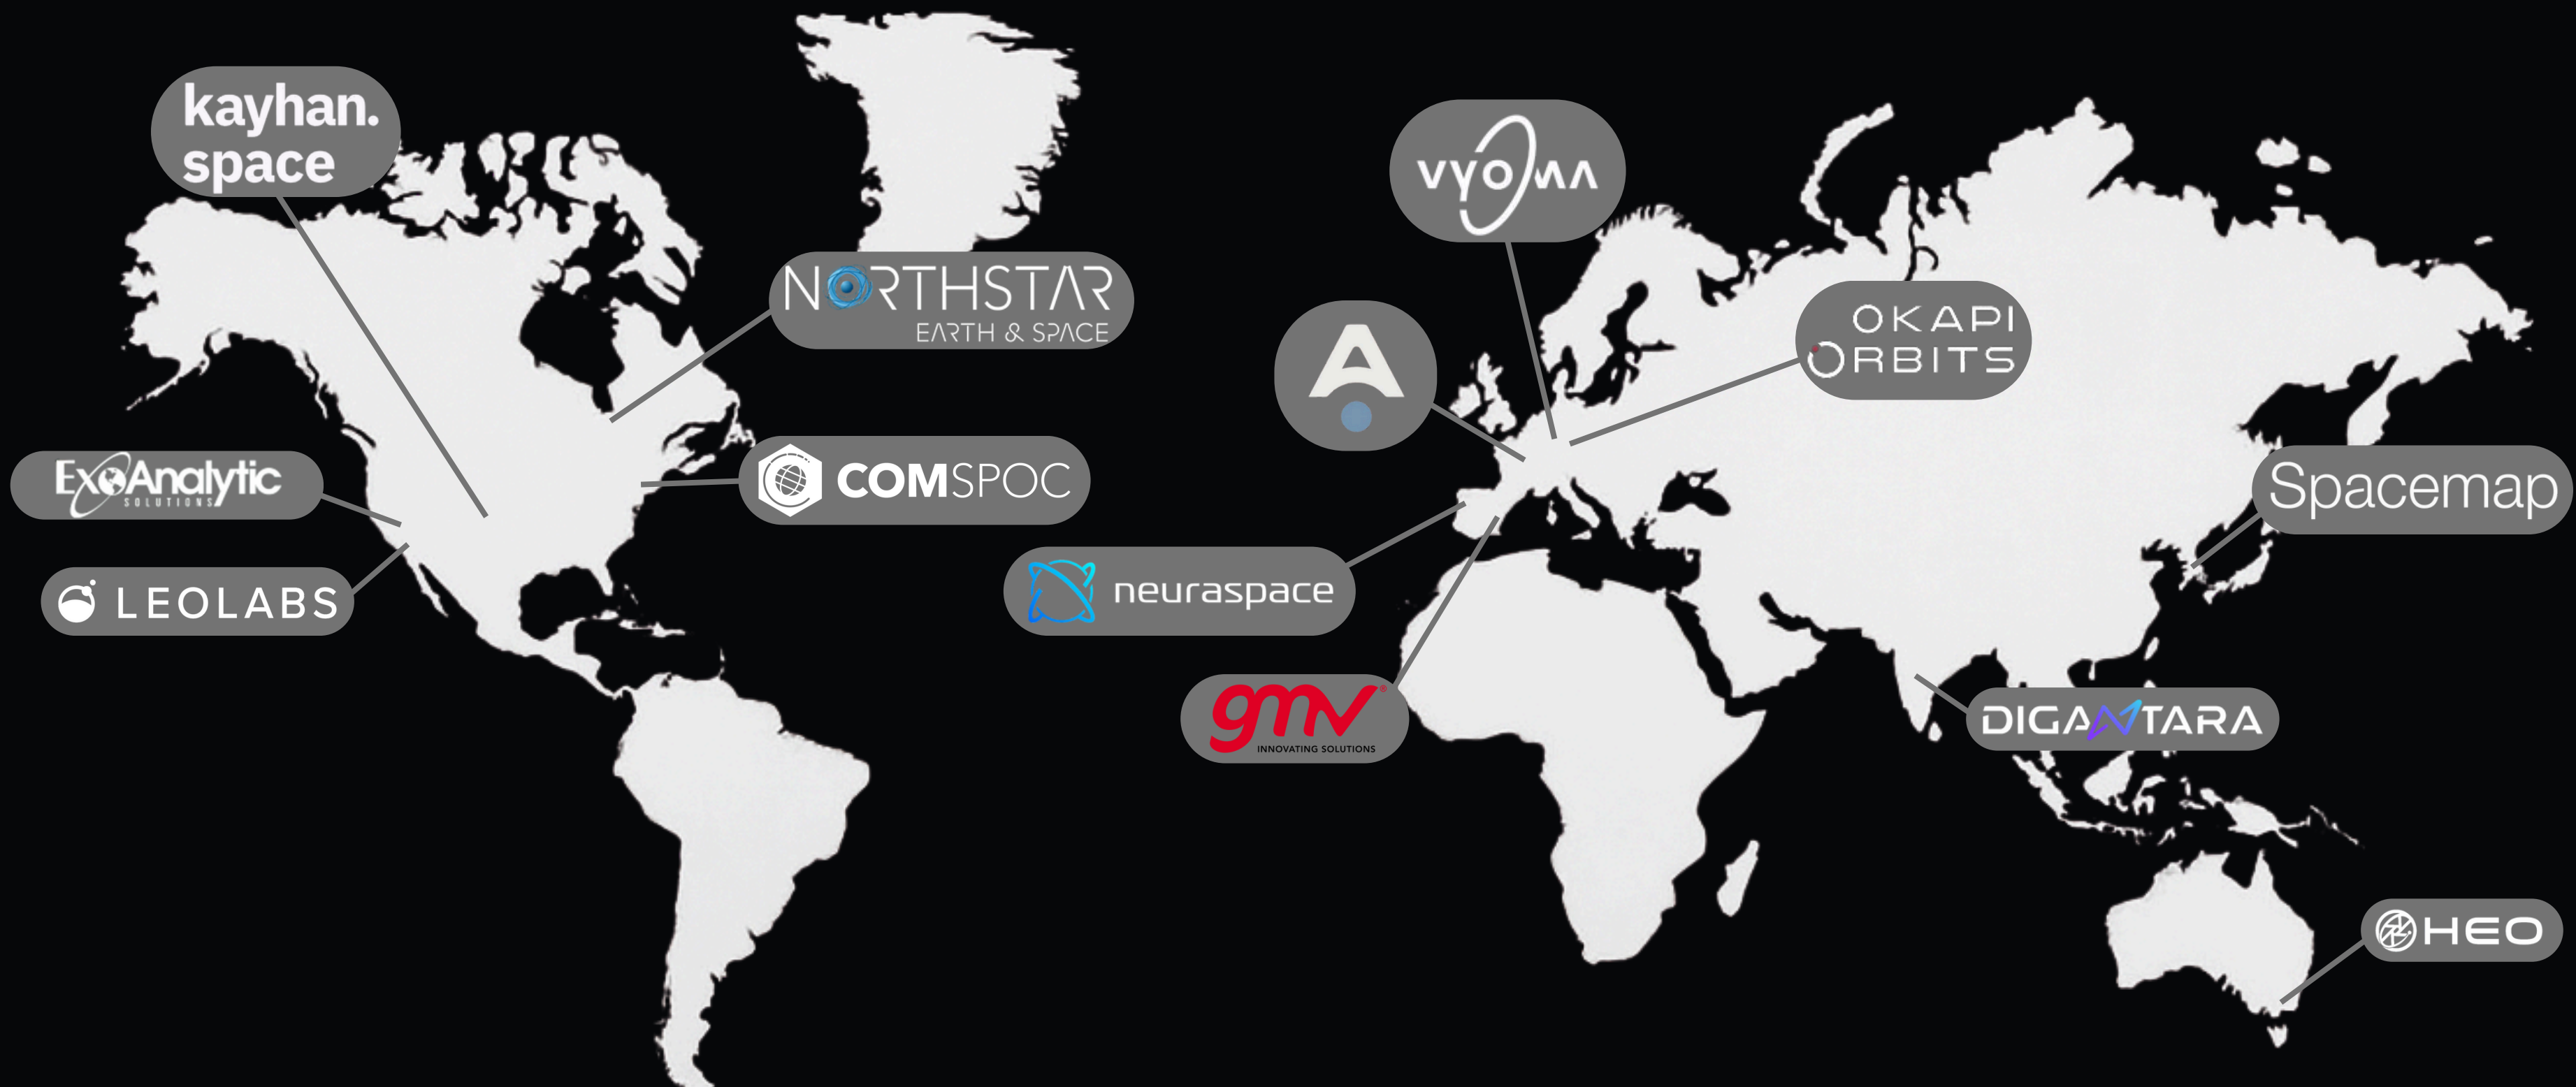 kayhan.
space
NORTHSTAR
EARTH & SPACE
ExoAnalytic
SOLUTIONS
COMSPOC
LEOLABS
VYOMA
A
OKAPI
ORBITS
neuraspace
gmv®
INNOVATING SOLUTIONS
Spacemap
DIGANTARA
HEO